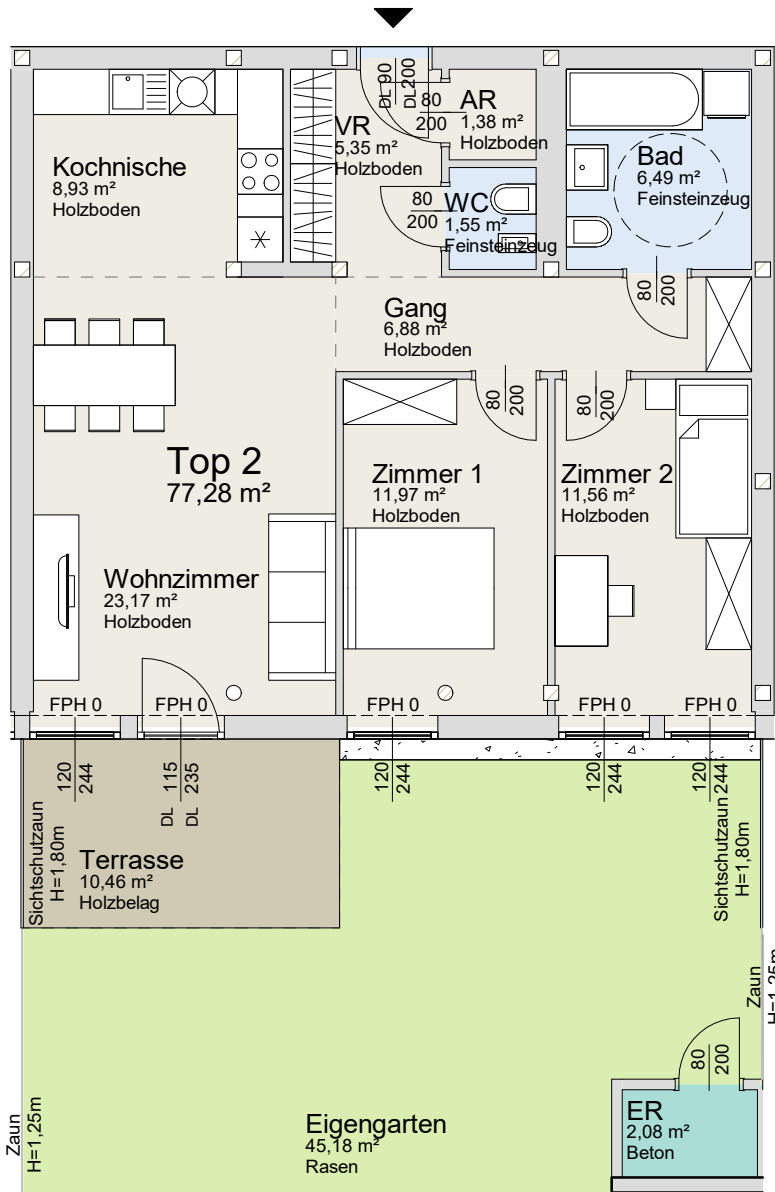 DL 90
DL200
80
200
AR
1,38 m²
Holzboden
VR
5,35 m²
Holzboden
Kochnische
8,93 m²
Holzboden
Bad
6,49 m²
Feinsteinzeug
80
200
WC
1,55 m²
Feinsteinzeug
80
200
Gang
6,88 m²
Holzboden
80
200
80
200
Top 2
77,28 m²
Zimmer 1
11,97 m²
Holzboden
Zimmer 2
11,56 m²
Holzboden
Wohnzimmer
23,17 m²
Holzboden
FPH 0
FPH 0
FPH 0
FPH 0
FPH 0
120
244
DL 115
DL 235
120
244
120
244
120
244
Sichtschutzaun
H=1,80m
Terrasse
10,46 m²
Holzbelag
Sichtschutzaun
H=1,80m
Zaun
H=1,25m
80
200
Zaun
H=1,25m
Eigengarten
45,18 m²
Rasen
ER
2,08 m²
Beton